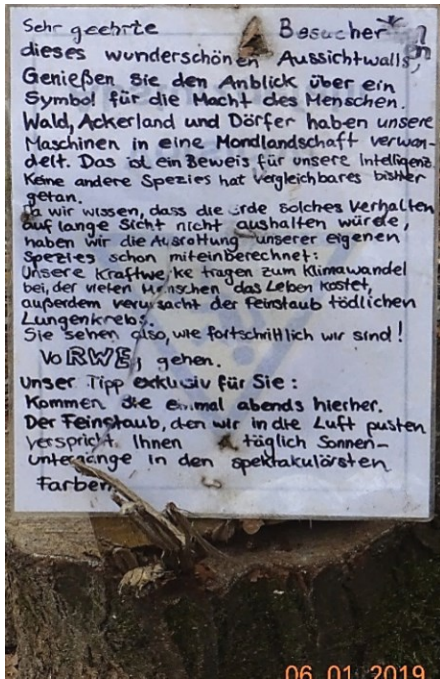 Sehr geehrte Besucher*innen
dieses wunderschönen Aussichtwalls,
Genießen Sie den Anblick über ein
Symbol für die Macht des Menschen.
Wald, Ackerland und Dörfer haben unsere
Maschinen in eine Mondlandschaft verwan-
delt. Das ist ein Beweis für unsere Intelligenz.
Keine andere Spezies hat vergleichbares bisher
getan.
Da wir wissen, dass die Erde solches Verhalten
auf lange Sicht nicht aushalten würde,
haben wir die Ausrottung unserer eigenen
Spezies schon miteinberechnet:
Unsere Kraftwerke tragen zum Klimawandel
bei, der vielen Menschen das Leben kostet,
außerdem verursacht der Feinstaub tödlichen
Lungenkrebs.
Sie sehen also, wie fortschrittlich wir sind!
VoRWEg gehen.
Unser Tipp exklusiv für Sie:
Kommen Sie einmal abends hierher.
Der Feinstaub, den wir in die Luft pusten
verspricht Ihnen täglich Sonnen-
untergänge in den spektakulärsten
Farben
06 01 2019